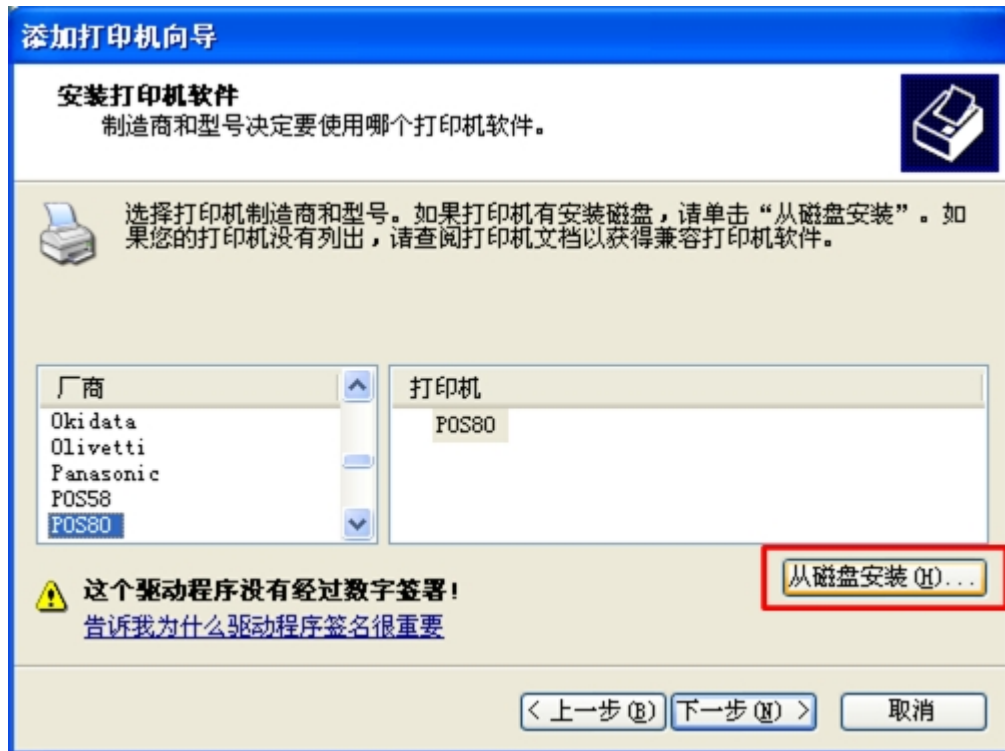 添加打印机向导
安装打印机软件
制造商和型号决定要使用哪个打印机软件。
选择打印机制造商和型号。如果打印机有安装磁盘，请单击“从磁盘安装”。如
果您的打印机没有列出，请查阅打印机文档以获得兼容打印机软件。
厂商
Okidata
Olivetti
Panasonic
POS58
POS80
打印机
POS80
这个驱动程序没有经过数字签署!
告诉我为什么驱动程序签名很重要
从磁盘安装(H)...
< 上一步(B)
下一步(N) >
取消